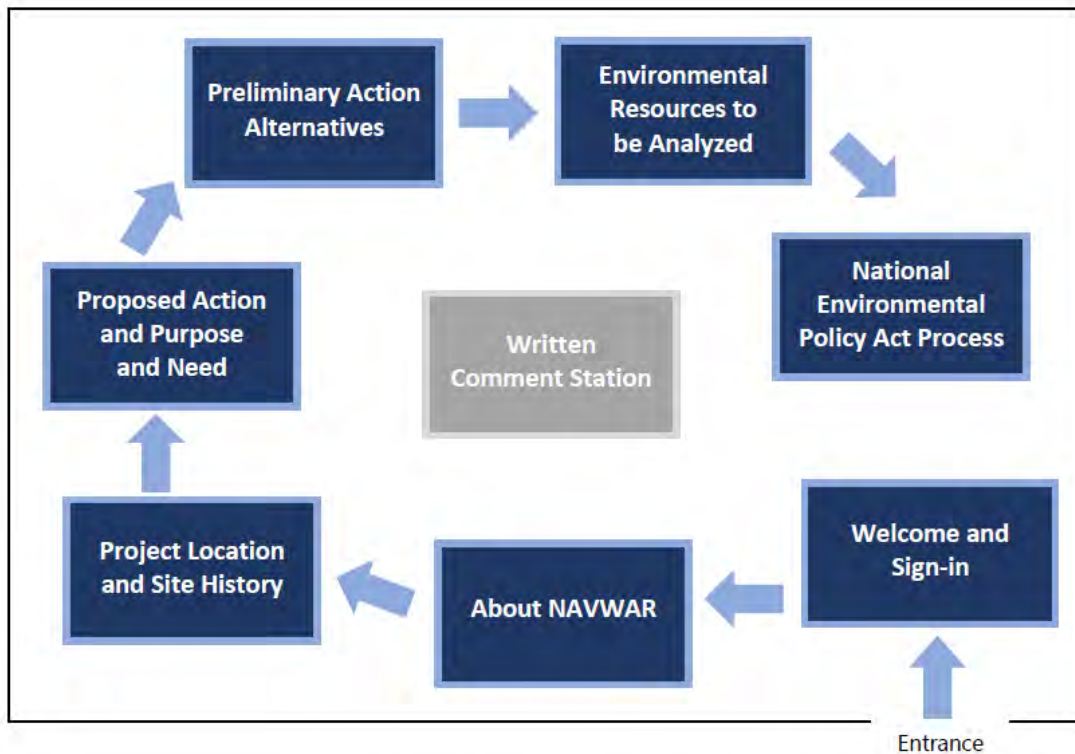 Preliminary Action
Alternatives
Environmental
Resources to
be Analyzed
National
Environmental
Policy Act Process
Proposed Action
and Purpose
and Need
Written
Comment Station
Project Location
and Site History
About NAVWAR
Welcome and
Sign-in
Entrance